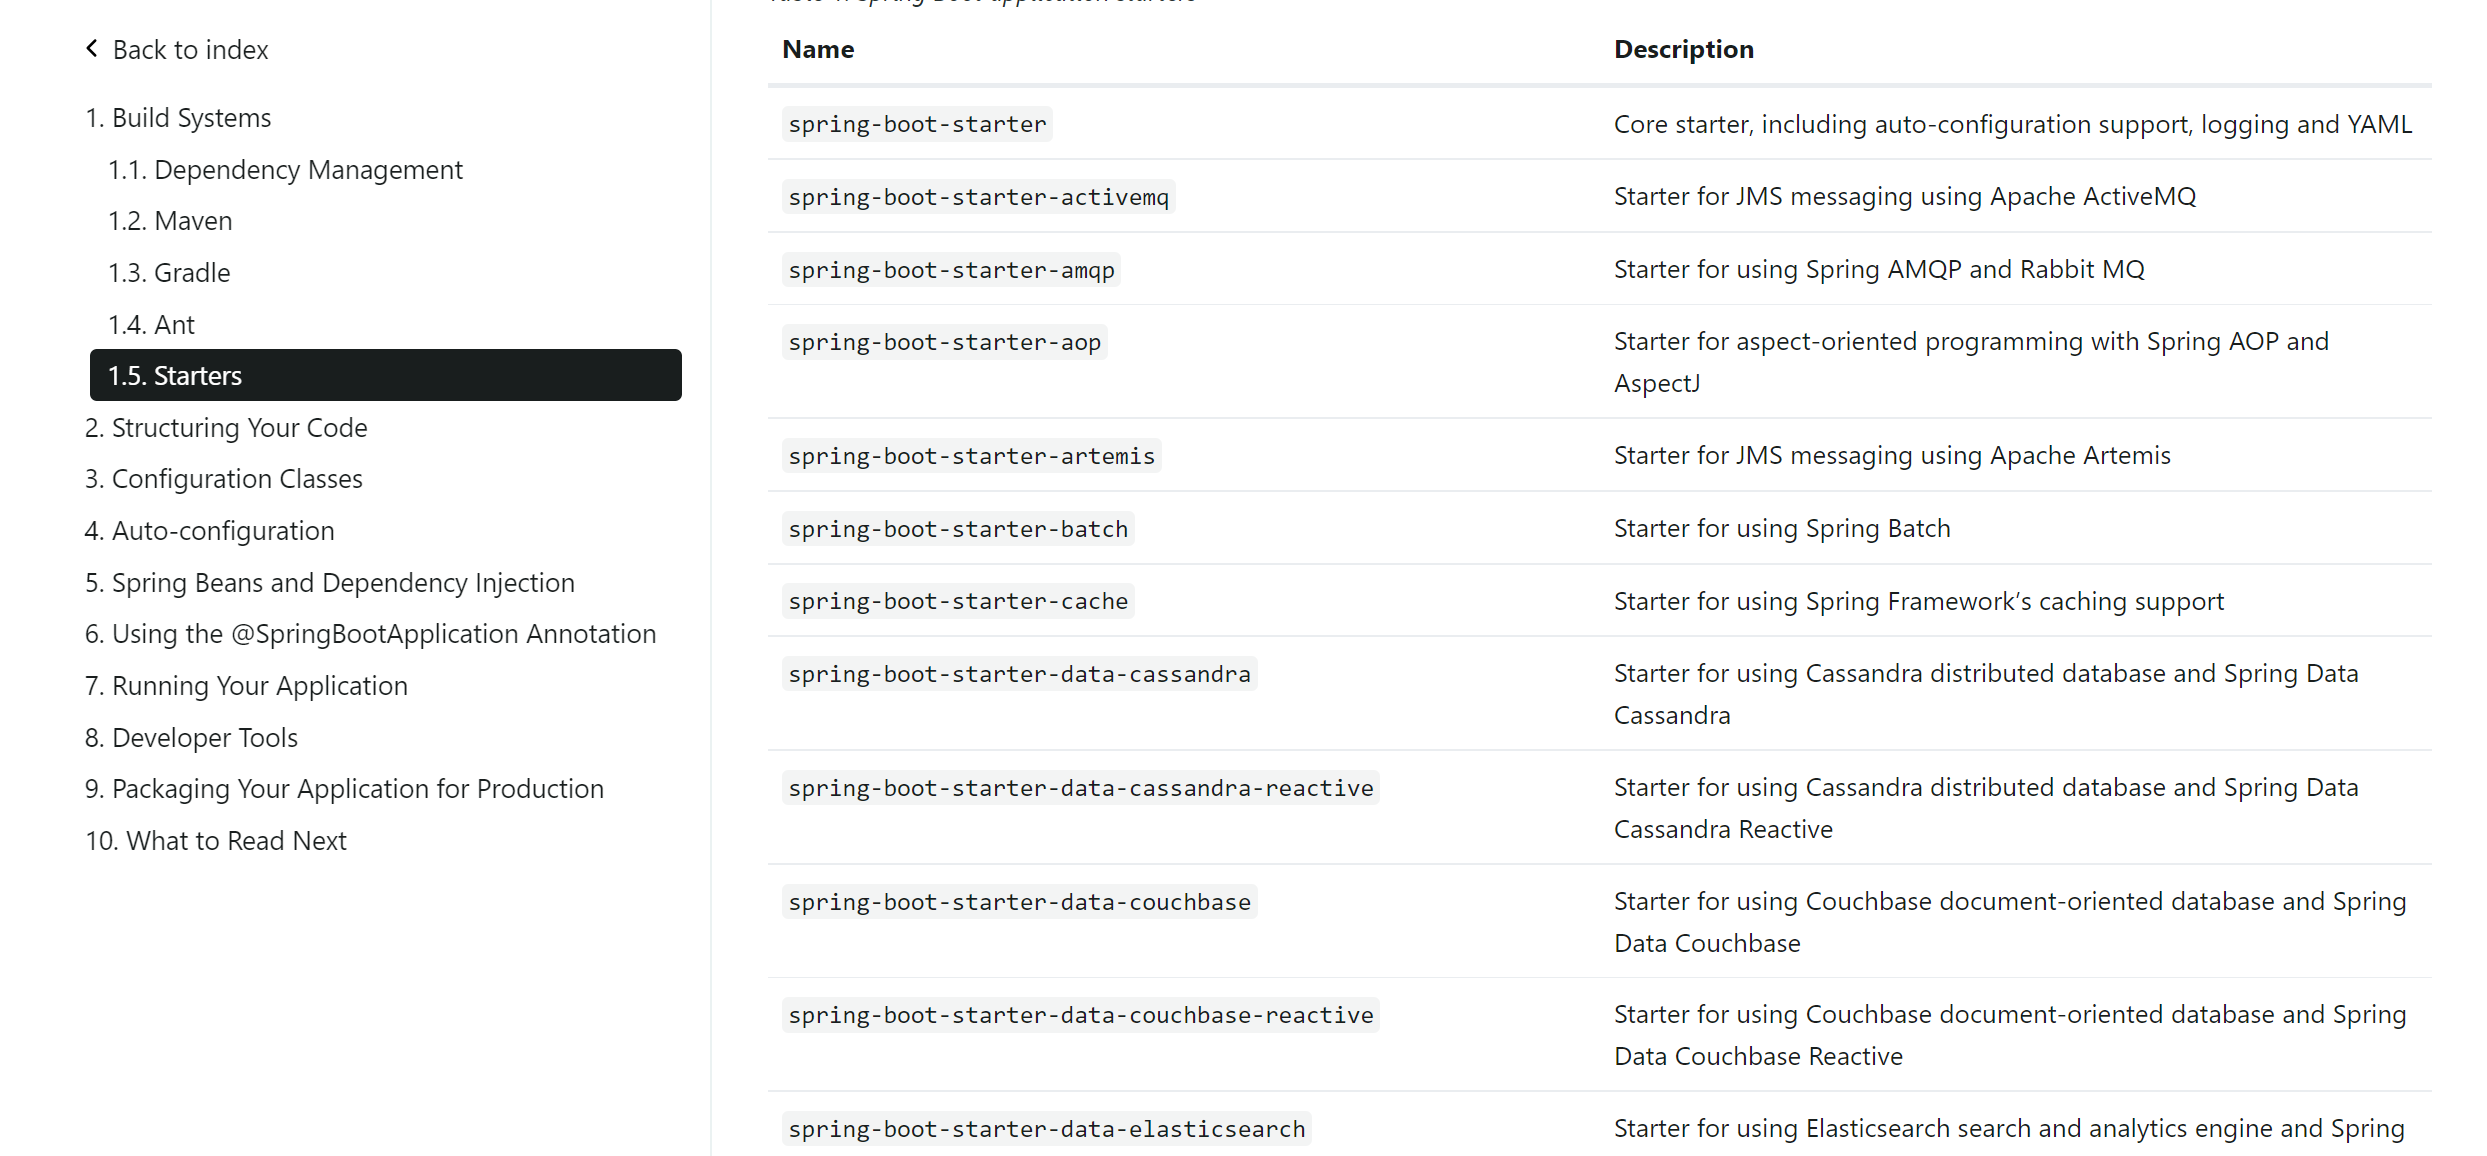 Back to index
1. Build Systems
1.1. Dependency Management
1.2. Maven
1.3. Gradle
1.4. Ant
1.5. Starters
2. Structuring Your Code
3. Configuration Classes
4. Auto-configuration
5. Spring Beans and Dependency Injection
6. Using the @SpringBootApplication Annotation
7. Running Your Application
8. Developer Tools
9. Packaging Your Application for Production
10. What to Read Next
Name Description
spring-boot-starter Core starter, including auto-configuration support, logging and YAML
spring-boot-starter-activemq Starter for JMS messaging using Apache ActiveMQ
spring-boot-starter-amqp Starter for using Spring AMQP and Rabbit MQ
spring-boot-starter-aop Starter for aspect-oriented programming with Spring AOP and
AspectJ
spring-boot-starter-artemis Starter for JMS messaging using Apache Artemis
spring-boot-starter-batch Starter for using Spring Batch
spring-boot-starter-cache Starter for using Spring Framework’s caching support
spring-boot-starter-data-cassandra Starter for using Cassandra distributed database and Spring Data
Cassandra
spring-boot-starter-data-cassandra-reactive Starter for using Cassandra distributed database and Spring Data
Cassandra Reactive
spring-boot-starter-data-couchbase Starter for using Couchbase document-oriented database and Spring
Data Couchbase
spring-boot-starter-data-couchbase-reactive Starter for using Couchbase document-oriented database and Spring
Data Couchbase Reactive
spring-boot-starter-data-elasticsearch Starter for using Elasticsearch search and analytics engine and Spring